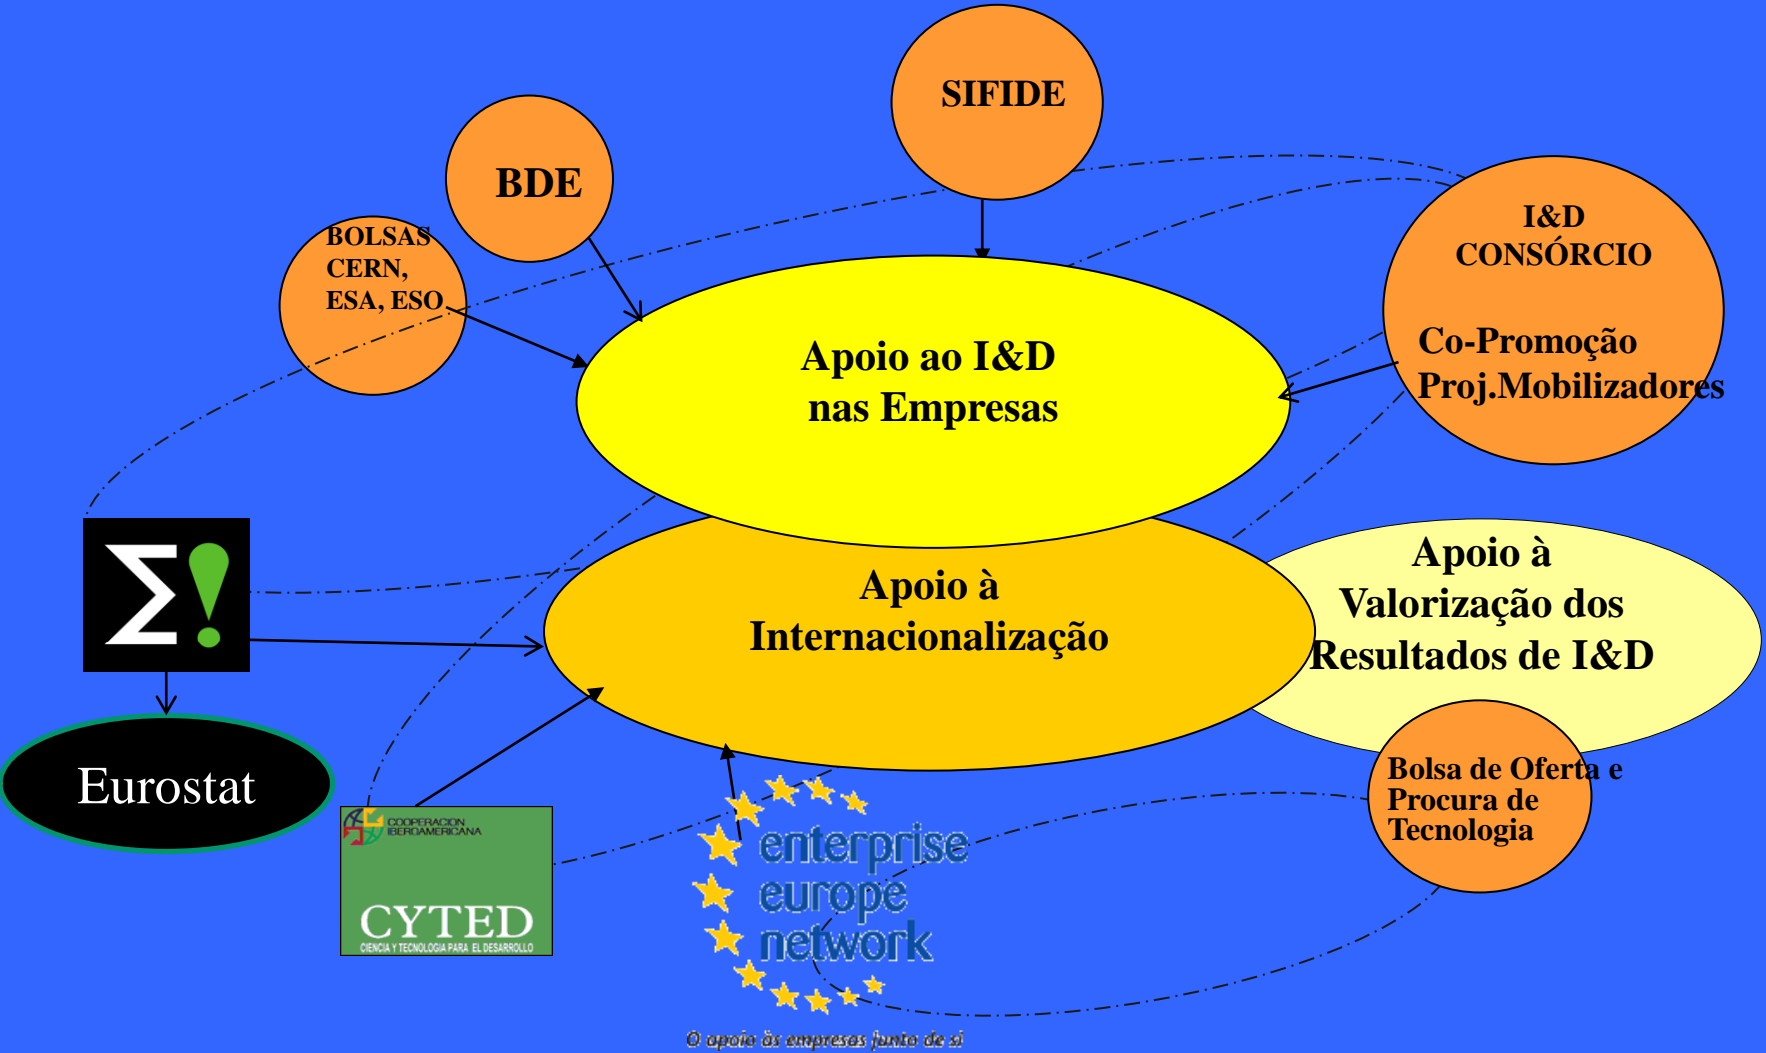 SIFIDE
BDE
BOLSAS
CERN,
ESA, ESO
I&D
CONSÓRCIO
Co-Promoção
Proj.Mobilizadores
Apoio ao I&D
nas Empresas
Apoio à
Internacionalização
Apoio à
Valorização dos
Resultados de I&D
Σ!
Eurostat
Bolsa de Oferta e
Procura de
Tecnologia
COOPERACION
IBEROAMERICANA
CYTED
CIENCIA Y TECNOLOGIA PARA EL DESARROLLO
enterprise
europe
network
O apoio às empresas junto de si